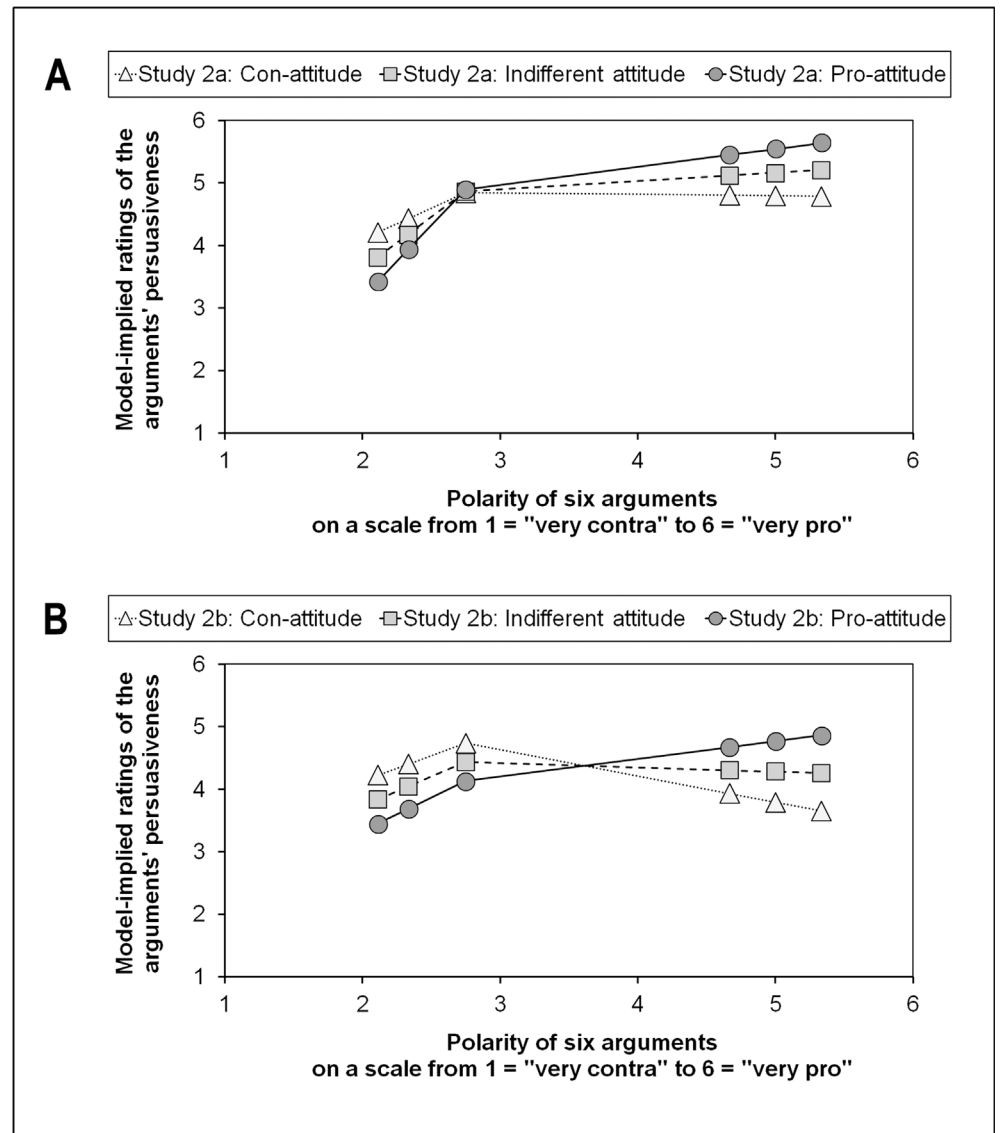 A
Study 2a: Con-attitude Study 2a: Indifferent attitude Study 2a: Pro-attitude
Model-implied ratings of the
arguments' persuasiveness
6
5
4
3
2
1
1 2 3 4 5 6
Polarity of six arguments
on a scale from 1 = "very contra" to 6 = "very pro"
B
Study 2b: Con-attitude Study 2b: Indifferent attitude Study 2b: Pro-attitude
Model-implied ratings of the
arguments' persuasiveness
6
5
4
3
2
1
1 2 3 4 5 6
Polarity of six arguments
on a scale from 1 = "very contra" to 6 = "very pro"